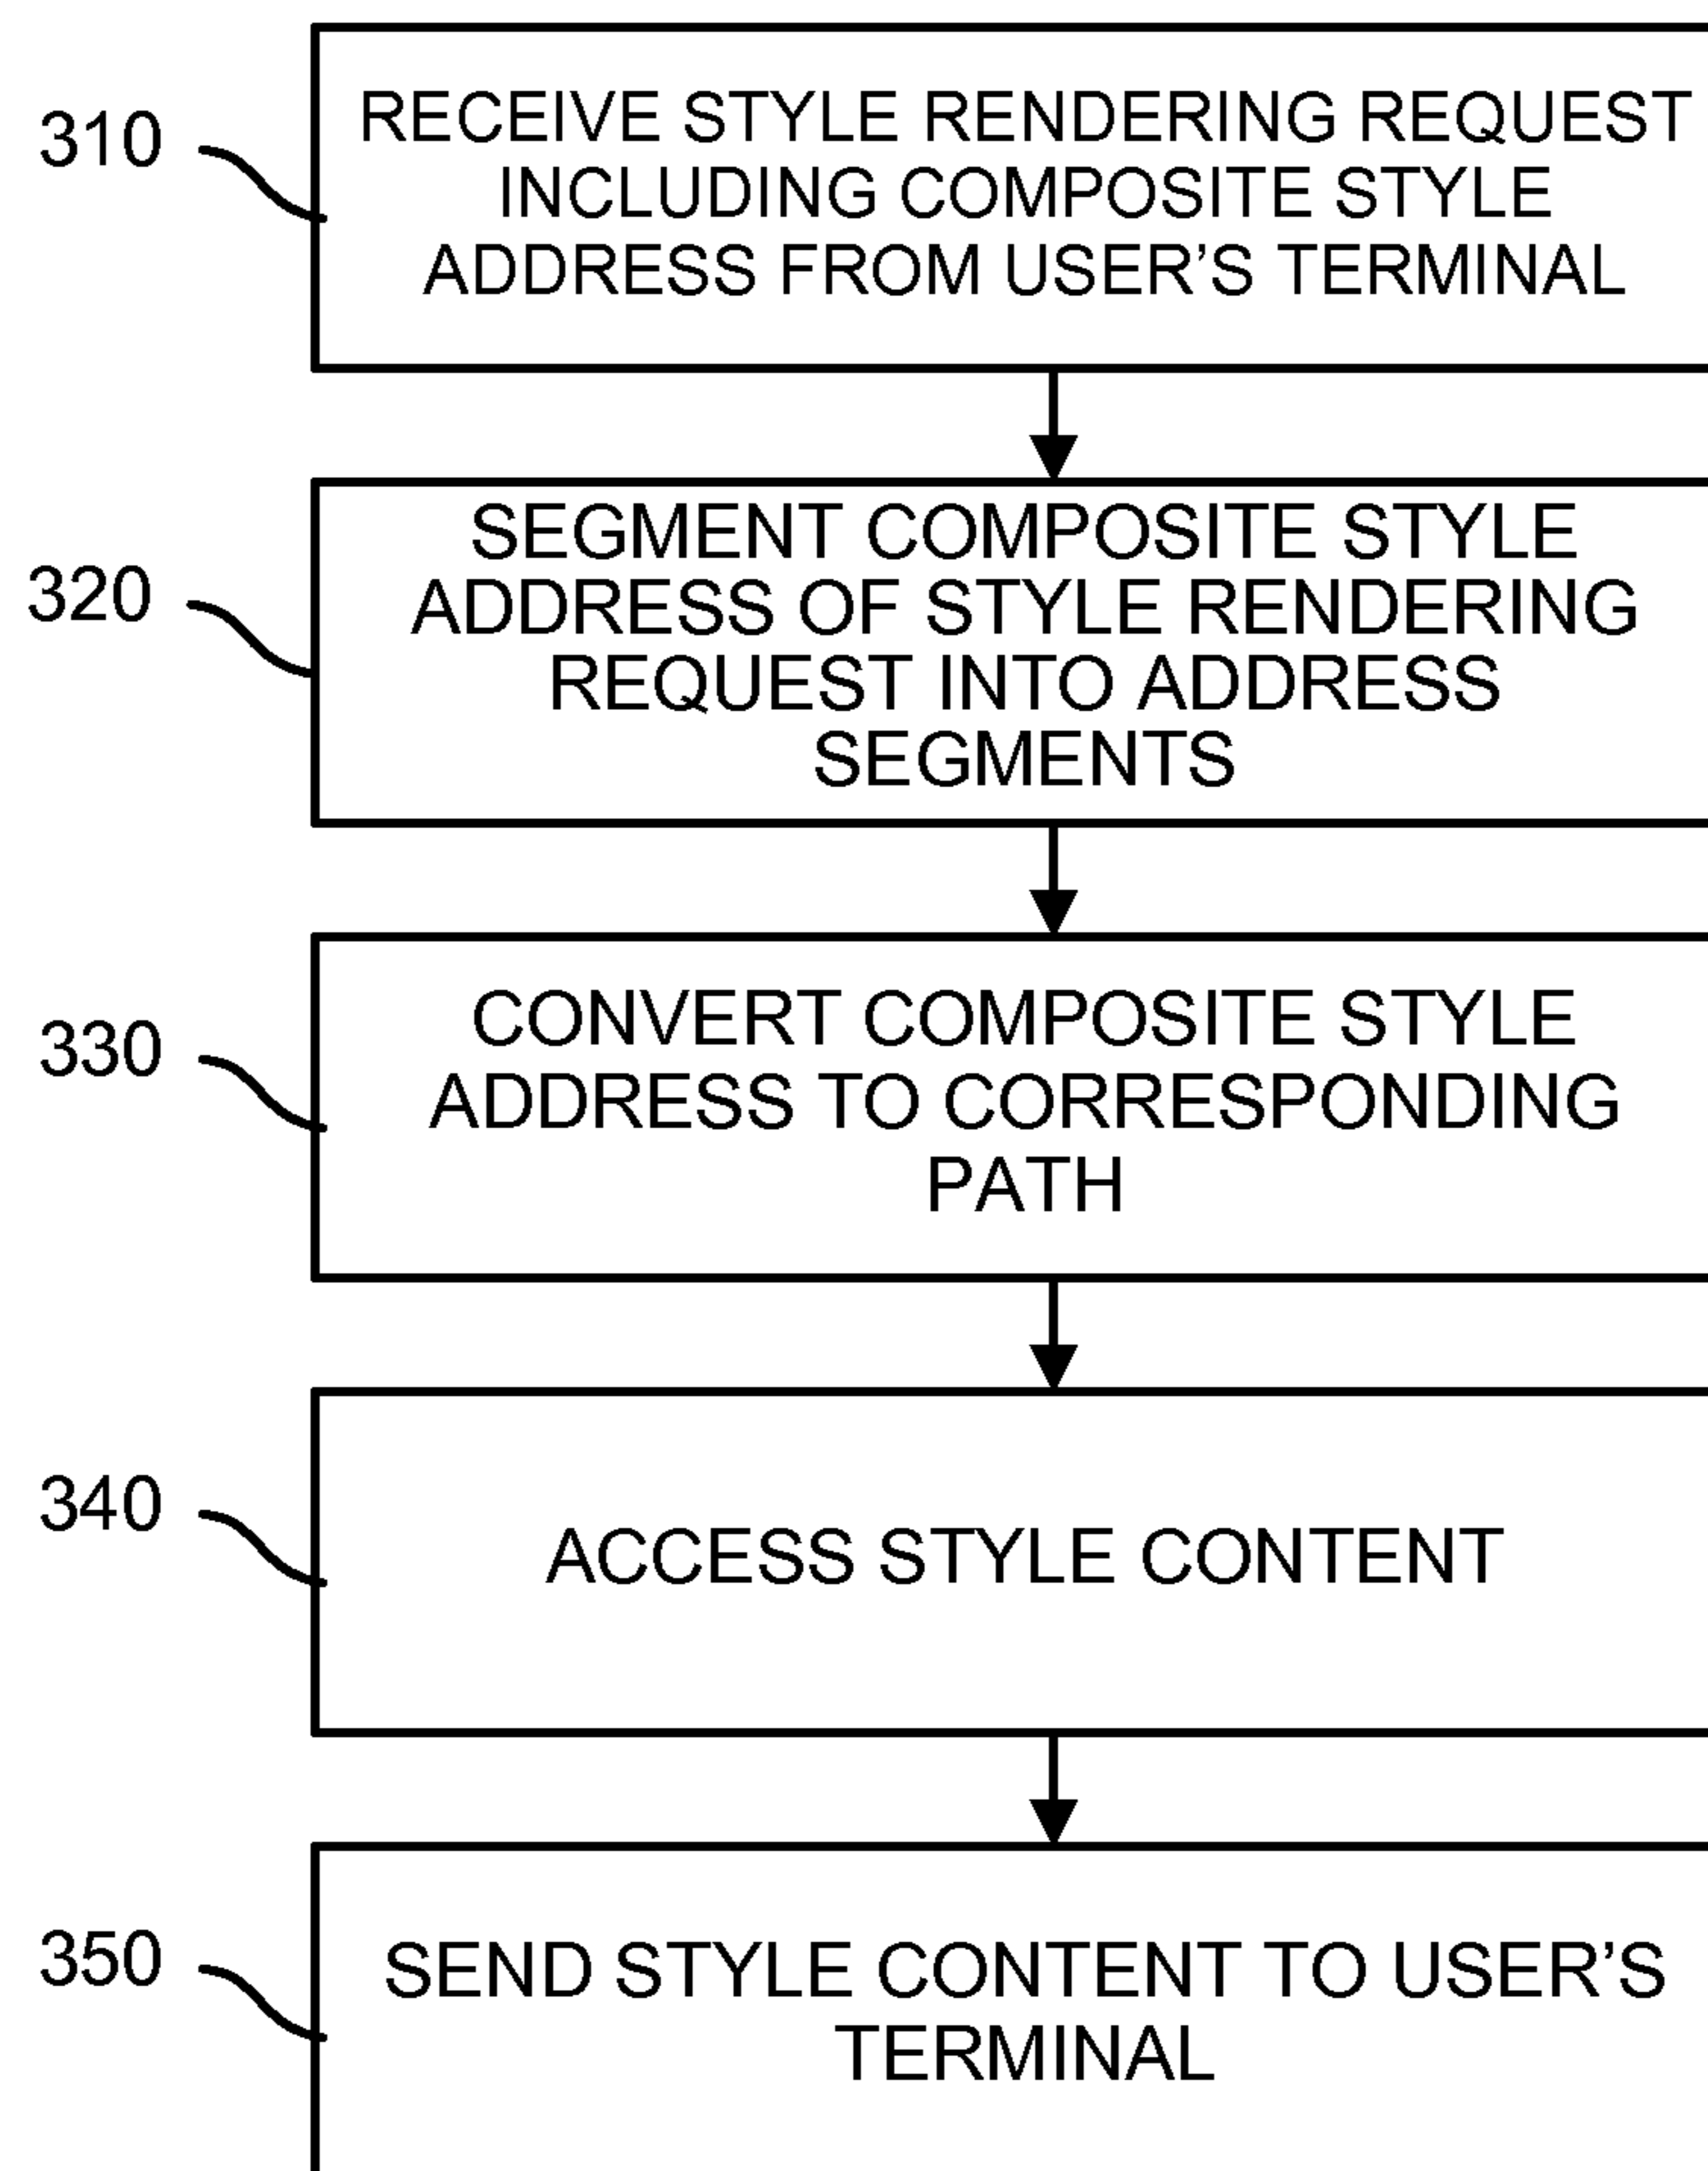 310
RECEIVE STYLE RENDERING REQUEST
INCLUDING COMPOSITE STYLE
ADDRESS FROM USER’S TERMINAL
320
SEGMENT COMPOSITE STYLE
ADDRESS OF STYLE RENDERING
REQUEST INTO ADDRESS
SEGMENTS
330
CONVERT COMPOSITE STYLE
ADDRESS TO CORRESPONDING
PATH
340
ACCESS STYLE CONTENT
350
SEND STYLE CONTENT TO USER’S
TERMINAL